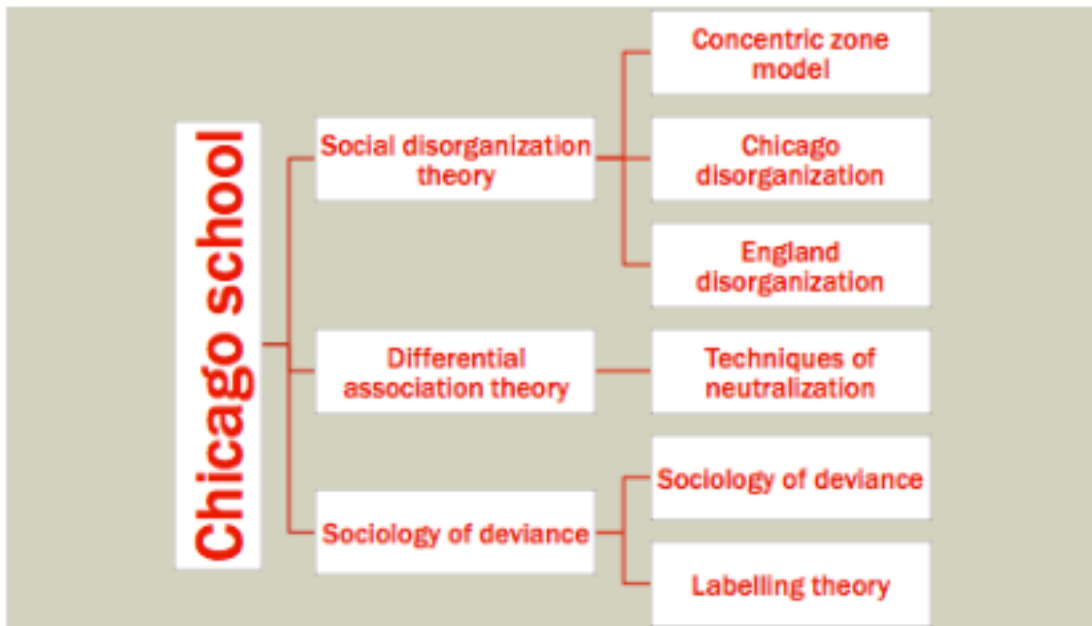 Chicago school
Social disorganization
theory
Concentric zone
model
Chicago
disorganization
England
disorganization
Differential
association theory
Techniques of
neutralization
Sociology of deviance
Sociology of deviance
Labelling theory